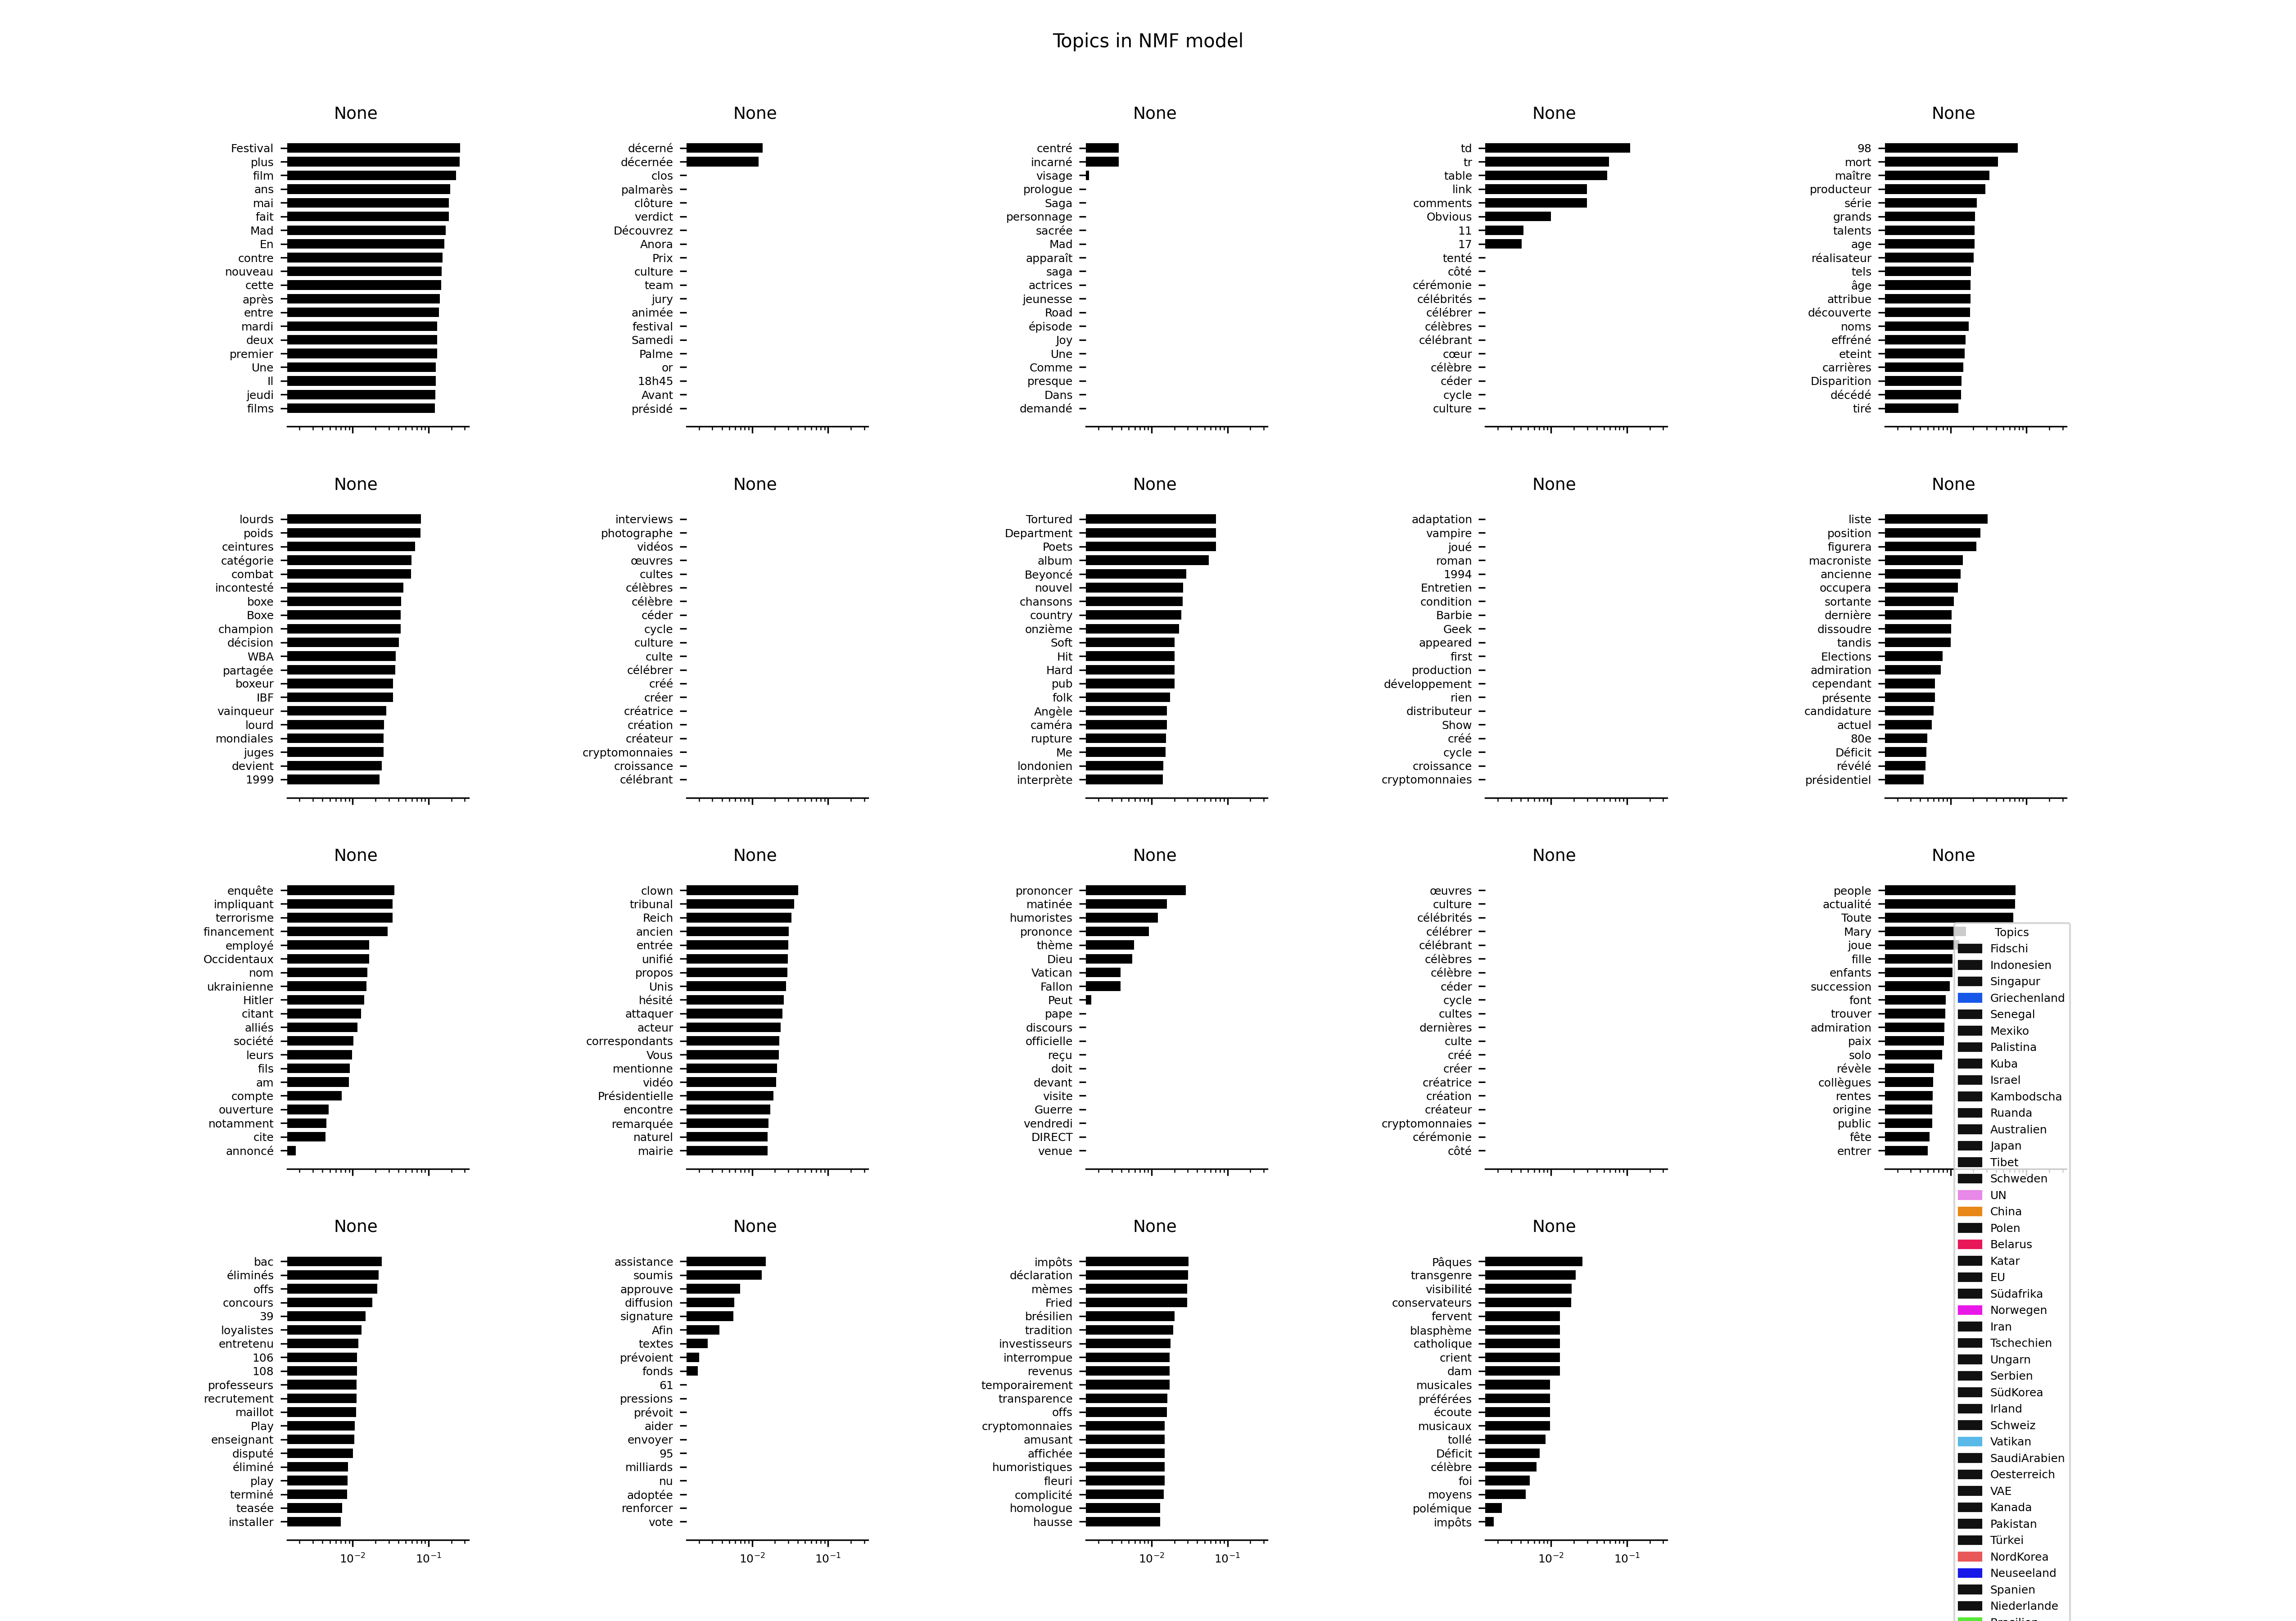 Topics in NMF model
None
Festival
plus
film
ans
mai
fait
Mad
En
contre
nouveau
cette
après
entre
mardi
deux
premier
Une
Il
jeudi
films
None
décerné
décernée
clos
palmarès
clôture
verdict
Découvrez
Anora
Prix
culture
team
jury
animée
festival
Samedi
Palme
or
18h45
Avant
présidé
None
centré
incarné
visage
prologue
Saga
personnage
sacrée
Mad
apparaît
saga
actrices
jeunesse
Road
épisode
Joy
Une
Comme
presque
Dans
demandé
None
td
tr
table
link
comments
Obvious
11
17
tenté
côté
cérémonie
célébrités
célébrer
célèbres
célébrant
cœur
célèbre
céder
cycle
culture
None
98
mort
maître
producteur
série
grands
talents
age
réalisateur
tels
âge
attribue
découverte
noms
effréné
eteint
carrières
Disparition
décédé
tiré
None
lourds
poids
ceintures
catégorie
combat
incontesté
boxe
Boxe
champion
décision
WBA
partagée
boxeur
IBF
vainqueur
lourd
mondiales
juges
devient
1999
None
interviews
photographe
vidéos
œuvres
cultes
célèbres
célèbre
céder
cycle
culture
culte
célébrer
créé
créer
créatrice
création
créateur
cryptomonnaies
croissance
célébrant
None
Tortured
Department
Poets
album
Beyoncé
nouvel
chansons
country
onzième
Soft
Hit
Hard
pub
folk
Angèle
caméra
rupture
Me
londonien
interprète
None
adaptation
vampire
joué
roman
1994
Entretien
condition
Barbie
Geek
appeared
first
production
développement
rien
distributeur
Show
créé
cycle
croissance
cryptomonnaies
None
liste
position
figurera
macroniste
ancienne
occupera
sortante
dernière
dissoudre
tandis
Elections
admiration
cependant
présente
candidature
actuel
80e
Déficit
révélé
présidentiel
None
enquête
impliquant
terrorisme
financement
employé
Occidentaux
nom
ukrainienne
Hitler
citant
alliés
société
leurs
fils
am
compte
ouverture
notamment
cite
annoncé
None
clown
tribunal
Reich
ancien
entrée
unifié
propos
Unis
hésité
attaquer
acteur
correspondants
Vous
mentionne
vidéo
Présidentielle
encontre
remarquée
naturel
mairie
None
prononcer
matinée
humoristes
prononce
thème
Dieu
Vatican
Fallon
Peut
pape
discours
officielle
reçu
doit
devant
visite
Guerre
vendredi
DIRECT
venue
None
œuvres
culture
célébrités
célébrer
célébrant
célèbres
célèbre
céder
cycle
cultes
dernières
culte
créé
créer
créatrice
création
créateur
cryptomonnaies
cérémonie
côté
None
people
actualité
Toute
Mary
joue
fille
enfants
succession
font
trouver
admiration
paix
solo
révèle
collègues
rentes
origine
public
fête
entrer
None
bac
éliminés
offs
concours
39
loyalistes
entretenu
106
108
professeurs
recrutement
maillot
Play
enseignant
disputé
éliminé
play
terminé
teasée
installer
10⁻² 10⁻¹
None
assistance
soumis
approuve
diffusion
signature
Afin
textes
prévoient
fonds
61
pressions
prévoit
aider
envoyer
95
milliards
nu
adoptée
renforcer
vote
10⁻² 10⁻¹
None
impôts
déclaration
mèmes
Fried
brésilien
tradition
investisseurs
interrompue
revenus
temporairement
transparence
offs
cryptomonnaies
amusant
affichée
humoristiques
fleuri
complicité
homologue
hausse
10⁻² 10⁻¹
None
Pâques
transgenre
visibilité
conservateurs
fervent
blasphème
catholique
crient
dam
musicales
préférées
écoute
musicaux
tollé
Déficit
célèbre
foi
moyens
polémique
impôts
10⁻² 10⁻¹
Topics
Fidschi
Indonesien
Singapur
Griechenland
Senegal
Mexiko
Palistina
Kuba
Israel
Kambodscha
Ruanda
Australien
Japan
Tibet
Schweden
UN
China
Polen
Belarus
Katar
EU
Südafrika
Norwegen
Iran
Tschechien
Ungarn
Serbien
SüdKorea
Irland
Schweiz
Vatikan
SaudiArabien
Oesterreich
VAE
Kanada
Pakistan
Türkei
NordKorea
Neuseeland
Spanien
Niederlande